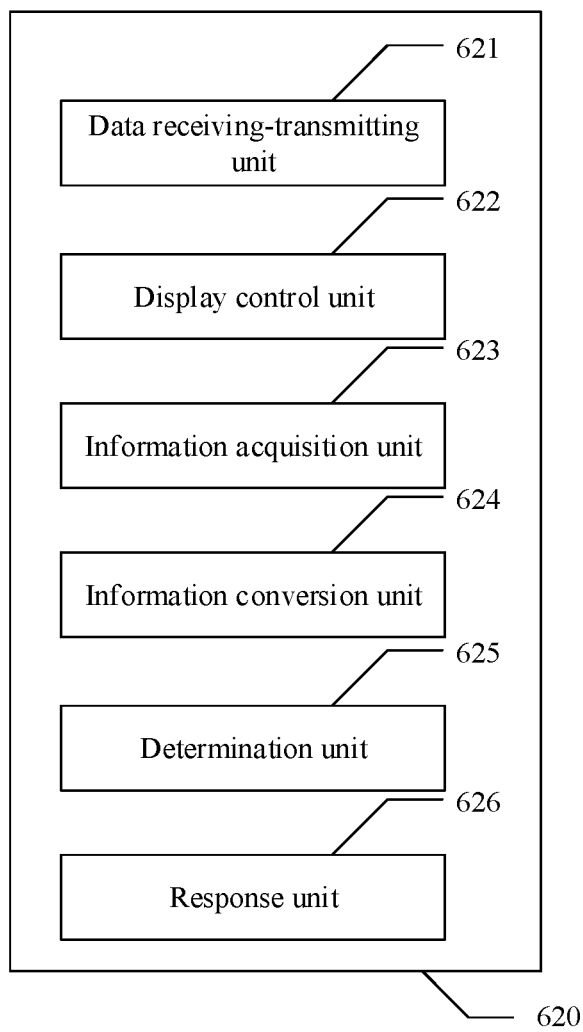 621
Data receiving-transmitting
unit
622
Display control unit
623
Information acquisition unit
624
Information conversion unit
625
Determination unit
626
Response unit
620